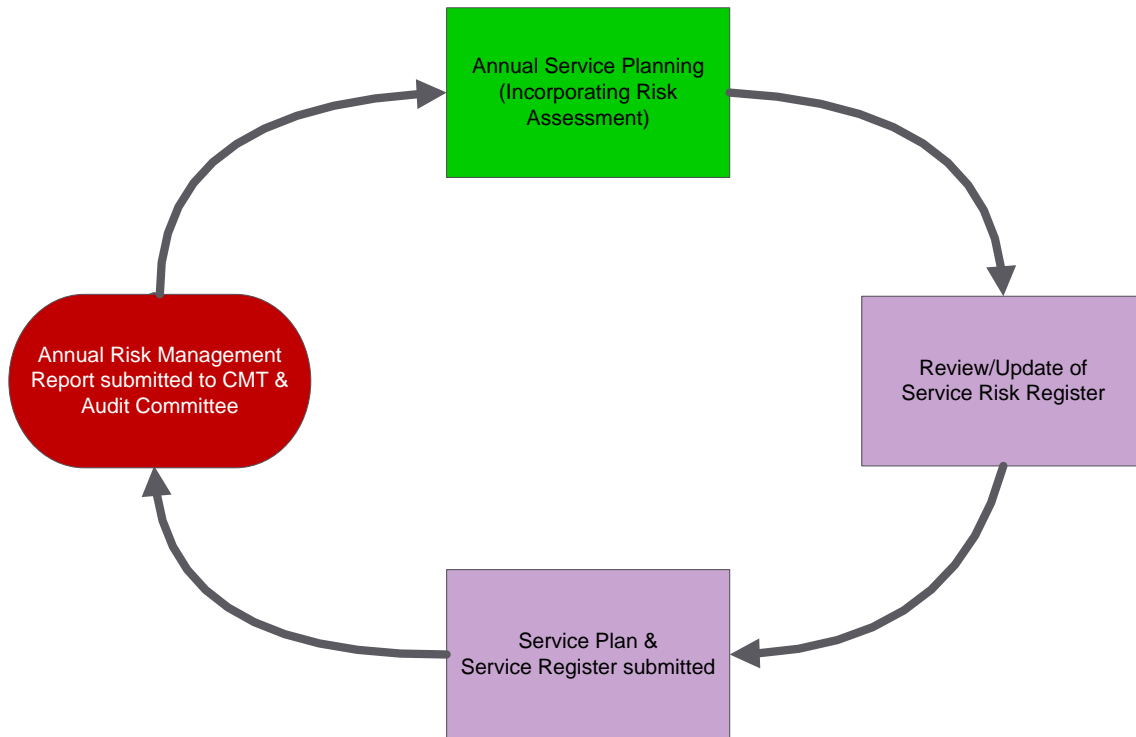 Annual Service Planning
(Incorporating Risk
Assessment)
Review/Update of
Service Risk Register
Service Plan &
Service Register submitted
Annual Risk Management
Report submitted to CMT &
Audit Committee